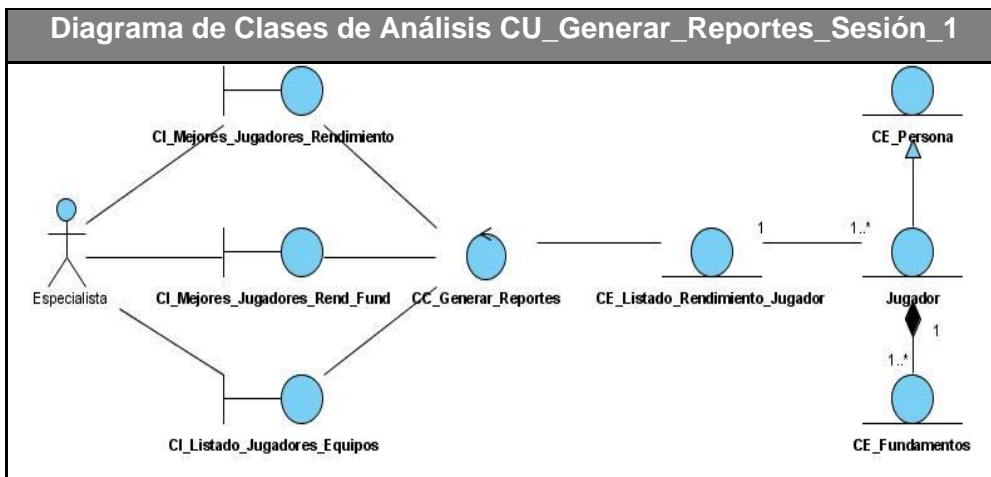 Diagrama de Clases de Análisis CU_Generar_Reportes_Sesión_1
CI_Mejores_Jugadores_Rendimiento
CE_Persona
Especialista
CI_Mejores_Jugadores_Rend_Fund
CC_Generar_Reportes
1
1..*
CE_Listado_Rendimiento_Jugador
Jugador
1
1..*
CI_Listado_Jugadores_Equipos
CE_Fundamentos